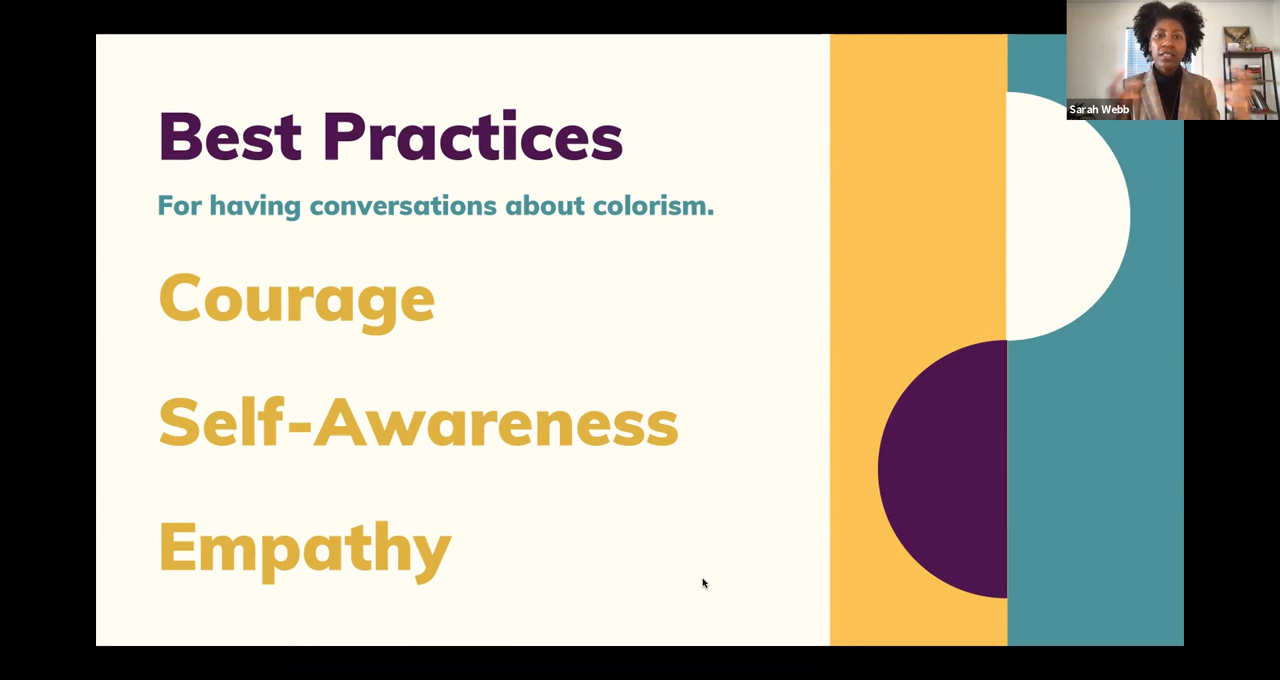 Best Practices
For having conversations about colorism.
Courage
Self-Awareness
Empathy
Sarah Webb